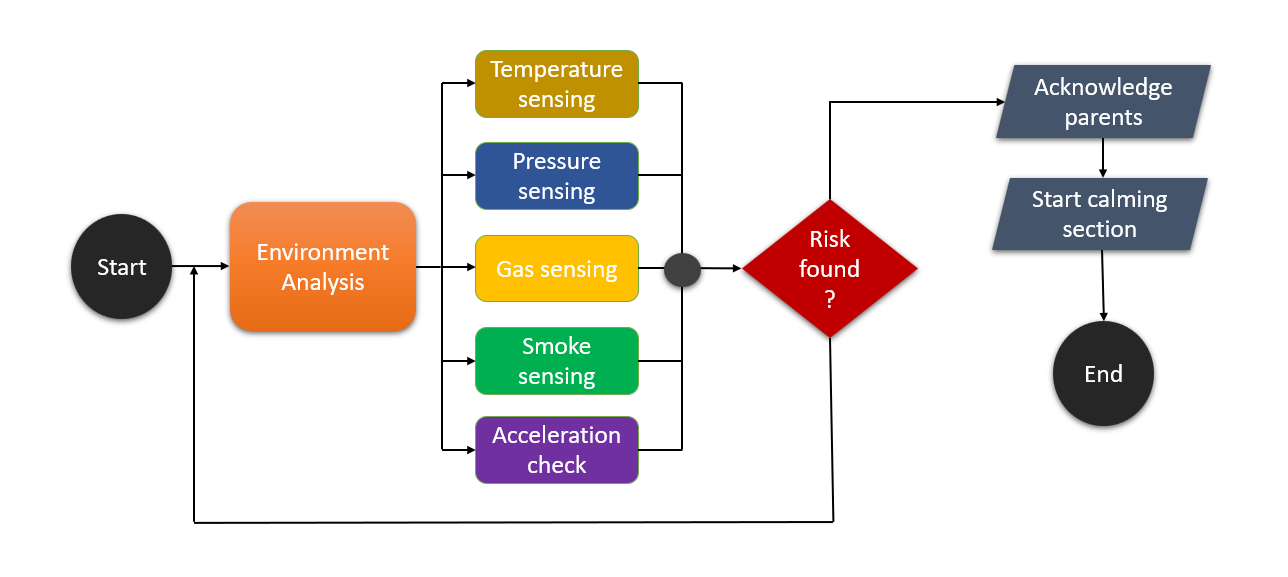 Start
Environment
Analysis
Temperature
sensing
Pressure
sensing
Gas sensing
Smoke
sensing
Acceleration
check
Risk
found
?
Acknowledge
parents
Start calming
section
End